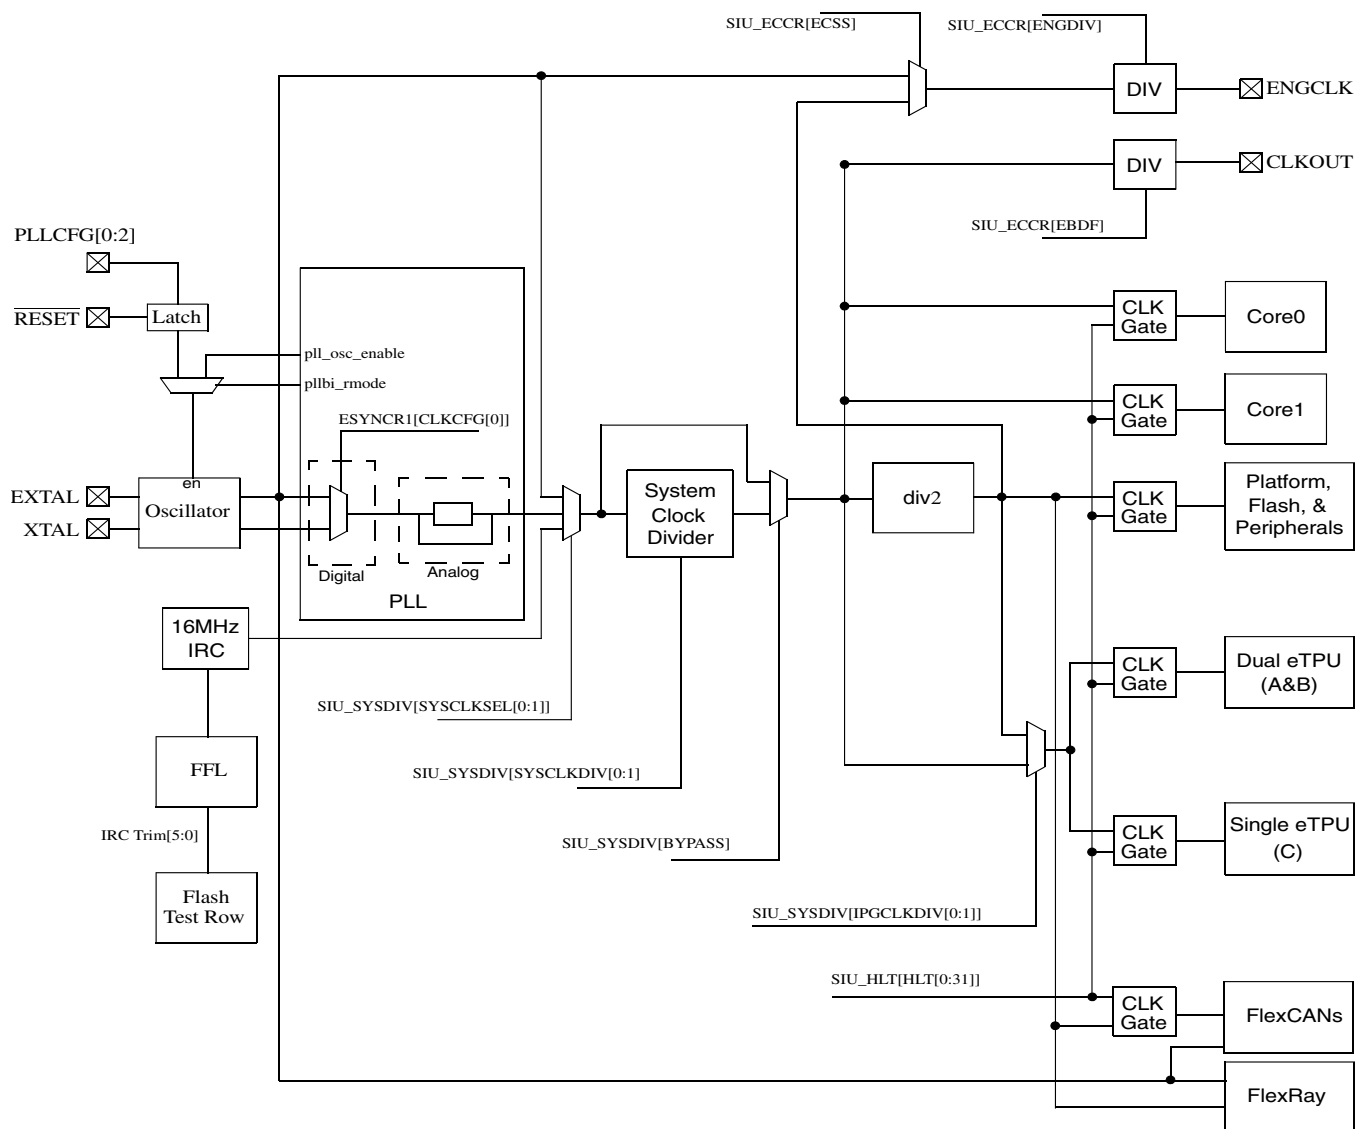 SIU_ECCR[ECSS]
SIU_ECCR[ENGDIV]
DIV
ENGCLK
DIV
CLKOUT
SIU_ECCR[EBDF]
PLLCFG[0:2]
RESET
Latch
pll_osc_enable
pllbi_rmode
ESYNCR1[CLKCFG[0]]
CLK
Gate
Core0
CLK
Gate
Core1
EXTAL
XTAL
en
Oscillator
Digital
Analog
PLL
System
Clock
Divider
div2
CLK
Gate
Platform,
Flash, &
Peripherals
16MHz
IRC
SIU_SYSDIV[SYSCLKSEL[0:1]]
CLK
Gate
Dual eTPU
(A&B)
FFL
SIU_SYSDIV[SYSCLKDIV[0:1]
IRC Trim[5:0]
SIU_SYSDIV[BYPASS]
CLK
Gate
Single eTPU
(C)
Flash
Test Row
SIU_SYSDIV[IPGCLKDIV[0:1]]
SIU_HLT[HLT[0:31]]
CLK
Gate
FlexCANs
FlexRay